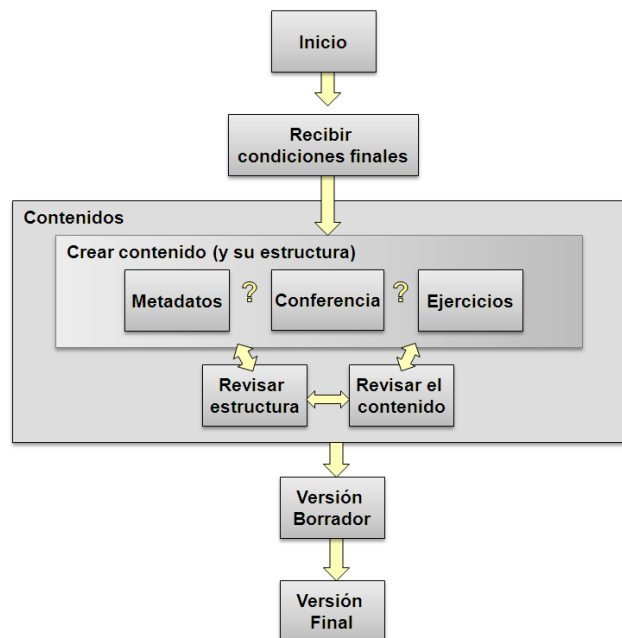 Inicio
Recibir
condiciones finales
Contenidos
Crear contenido (y su estructura)
Metadatos
?
Conferencia
?
Ejercicios
Revisar
estructura
Revisar el
contenido
Versión
Borrador
Versión
Final